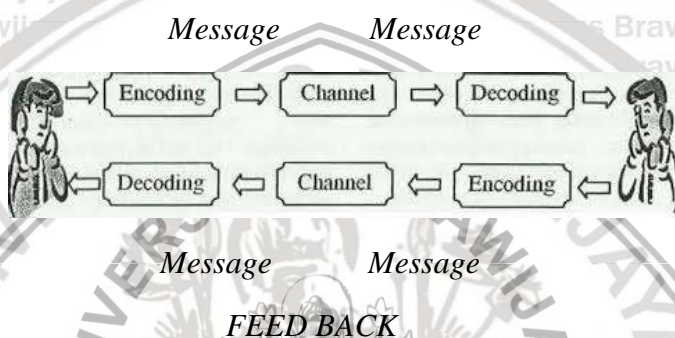 Message Message
Encoding Channel Decoding
Decoding Channel Encoding
Message Message
FEED BACK